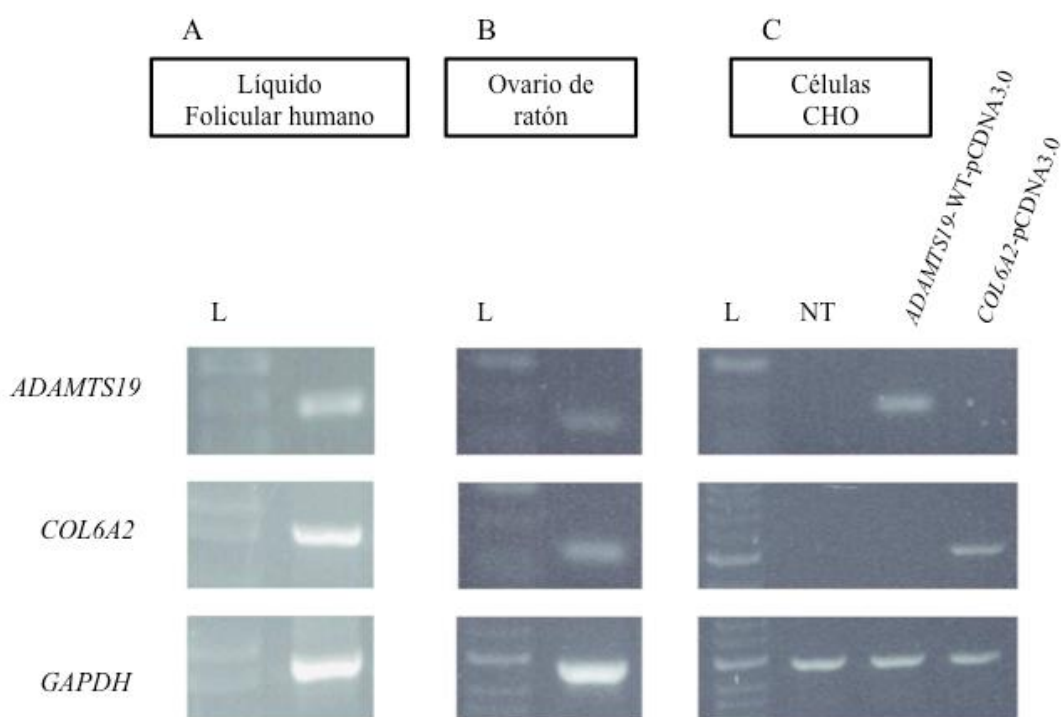 A
B
C
Líquido
Folicular humano
Ovario de
ratón
Células
CHO
ADAMTS19-WT-pCDNA3.0
COL6A2-pCDNA3.0
L
L
L
NT
ADAMTS19
COL6A2
GAPDH